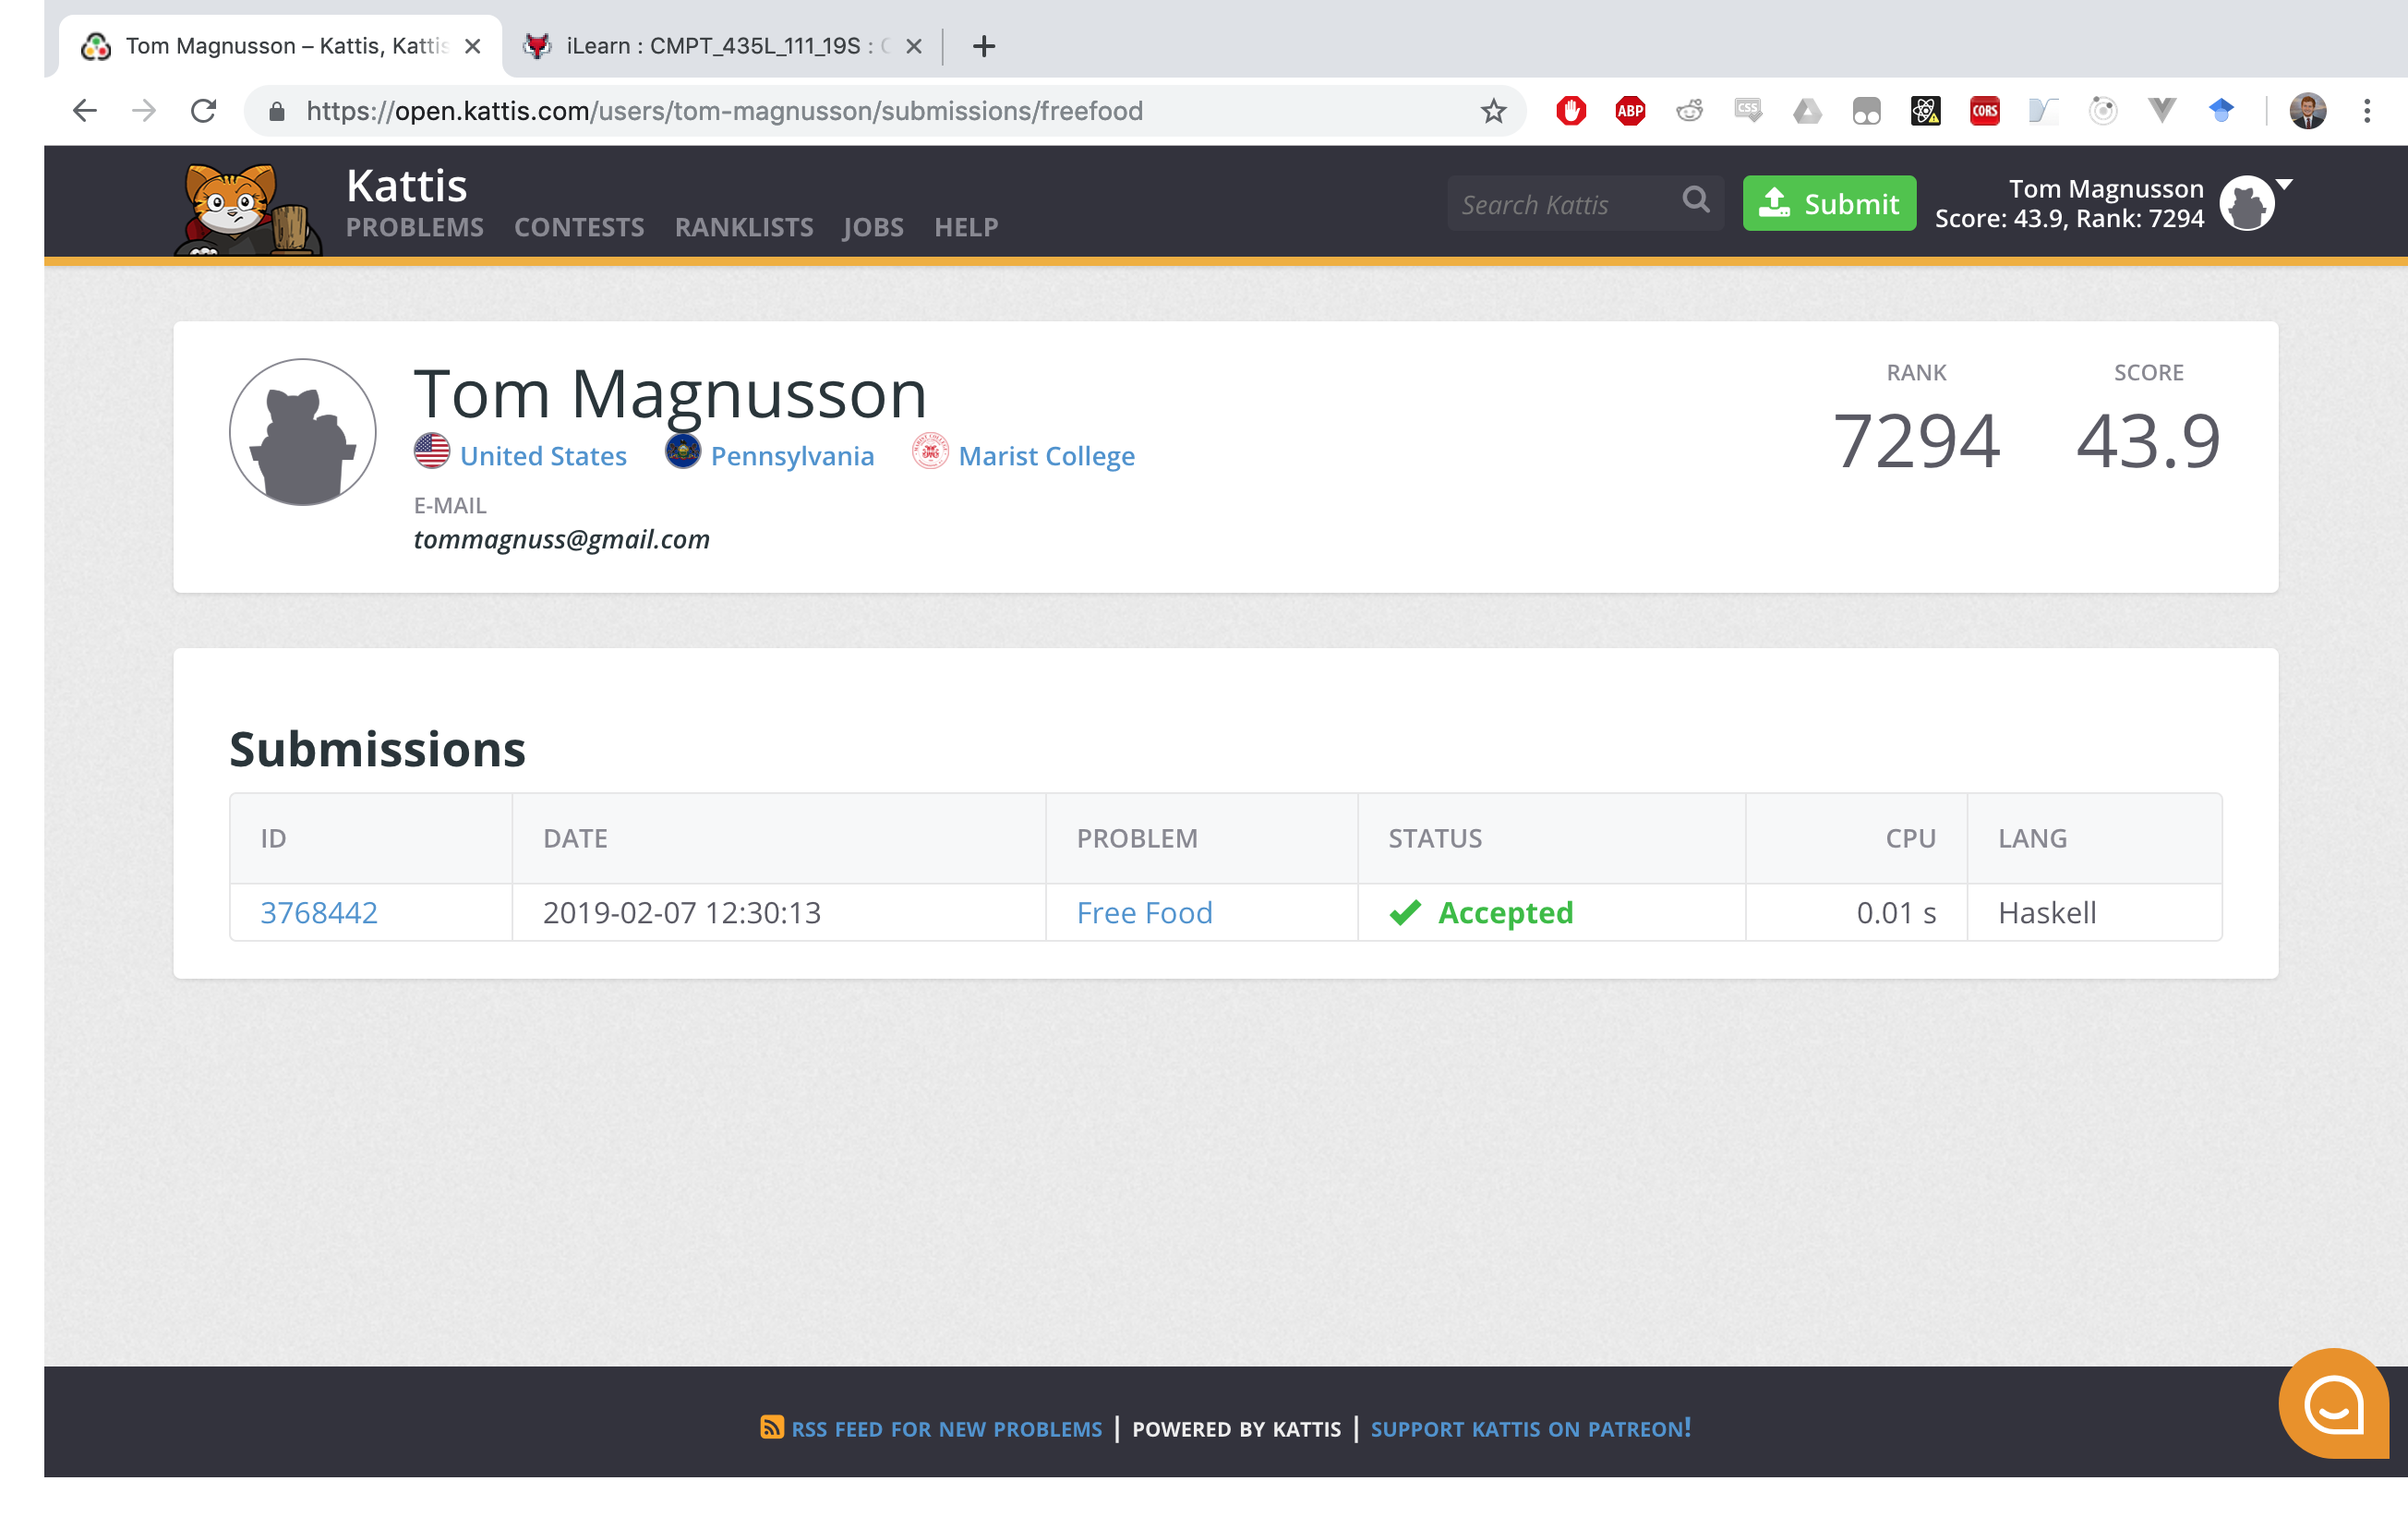 Tom Magnusson – Kattis, Kattis
iLearn : CMPT_435L_111_19S : C
https://open.kattis.com/users/tom-magnusson/submissions/freefood
ABP
CSS
CORS
Kattis
PROBLEMS CONTESTS RANKLISTS JOBS HELP
Search Kattis
Submit
Tom Magnusson
Score: 43.9, Rank: 7294
Tom Magnusson
United States Pennsylvania Marist College
E-MAIL
tommagnuss@gmail.com
RANK SCORE
7294 43.9
Submissions
ID DATE PROBLEM STATUS CPU LANG
3768442 2019-02-07 12:30:13 Free Food Accepted 0.01 s Haskell
RSS FEED FOR NEW PROBLEMS | POWERED BY KATTIS | SUPPORT KATTIS ON PATREON!